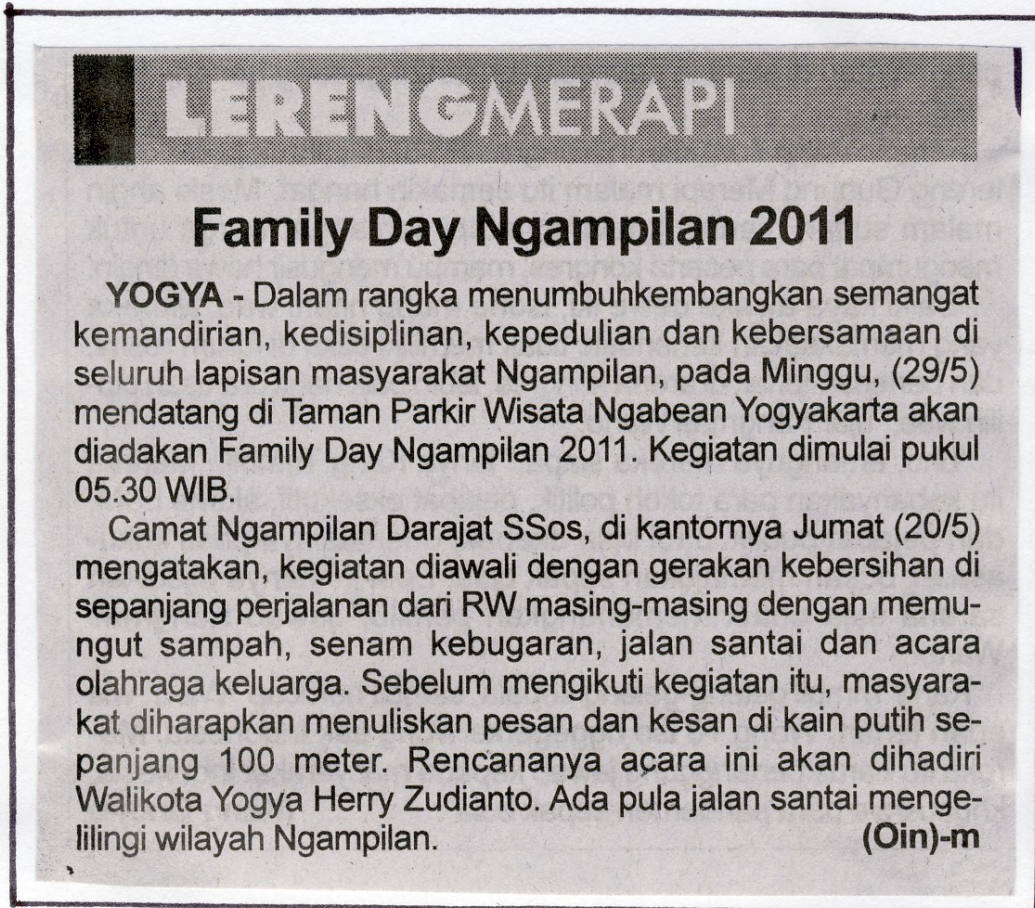 LERENGMERAPI
Family Day Ngampilan 2011
YOGYA - Dalam rangka menumbuhkembangkan semangat
kemandirian, kedisiplinan, kepedulian dan kebersamaan di
seluruh lapisan masyarakat Ngampilan, pada Minggu, (29/5)
mendatang di Taman Parkir Wisata Ngabean Yogyakarta akan
diadakan Family Day Ngampilan 2011. Kegiatan dimulai pukul
05.30 WIB.
Camat Ngampilan Darajat SSos, di kantornya Jumat (20/5)
mengatakan, kegiatan diawali dengan gerakan kebersihan di
sepanjang perjalanan dari RW masing-masing dengan memu-
ngut sampah, senam kebugaran, jalan santai dan acara
olahraga keluarga. Sebelum mengikuti kegiatan itu, masyara-
kat diharapkan menuliskan pesan dan kesan di kain putih se-
panjang 100 meter. Rencananya acara ini akan dihadiri
Walikota Yogya Herry Zudianto. Ada pula jalan santai menge-
lilingi wilayah Ngampilan. (Oin)-m